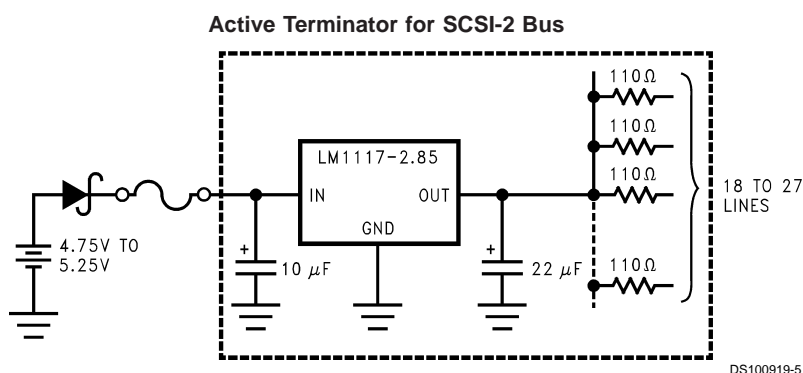 Active Terminator for SCSI-2 Bus
110Ω
110Ω
110Ω
110Ω
LM1117-2.85
IN
OUT
GND
18 TO 27
LINES
4.75V TO
5.25V
+
10 µF
+
22 µF
DS100919-5